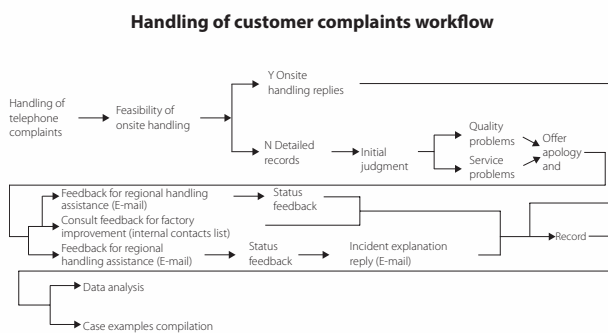 Handling of customer complaints workflow
Y Onsite
handling replies
Handling of
telephone
complaints
Feasibility of
onsite handling
N Detailed
records
Initial
judgment
Quality
problems
Service
problems
Offer
apology
and
Feedback for regional handling
assistance (E-mail)
Status
feedback
Consult feedback for factory
improvement (internal contacts list)
Feedback for regional
handling assistance (E-mail)
Status
feedback
Incident explanation
reply (E-mail)
Record
Data analysis
Case examples compilation